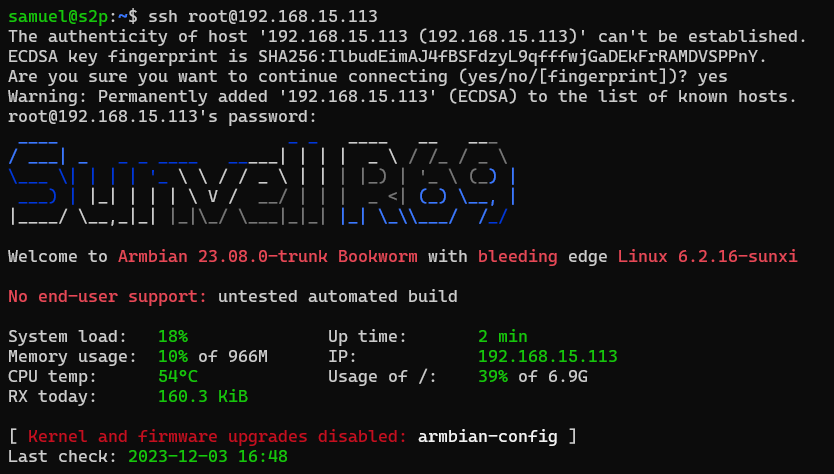 samuel@s2p:~$ ssh root@192.168.15.113
The authenticity of host '192.168.15.113 (192.168.15.113)' can't be established.
ECDSA key fingerprint is SHA256:IlbudEimAJ4fBSFdzyL9qfffwjGaDEkFrRAMDVSPPnY.
Are you sure you want to continue connecting (yes/no/[fingerprint])? yes
Warning: Permanently added '192.168.15.113' (ECDSA) to the list of known hosts.
root@192.168.15.113's password:
Sunvell R69
Welcome to Armbian 23.08.0-trunk Bookworm with bleeding edge Linux 6.2.16-sunxi
No end-user support: untested automated build
System load: 18% Up time: 2 min
Memory usage: 10% of 966M IP: 192.168.15.113
CPU temp: 54°C Usage of /: 39% of 6.9G
RX today: 160.3 KiB
[ Kernel and firmware upgrades disabled: armbian-config ]
Last check: 2023-12-03 16:48